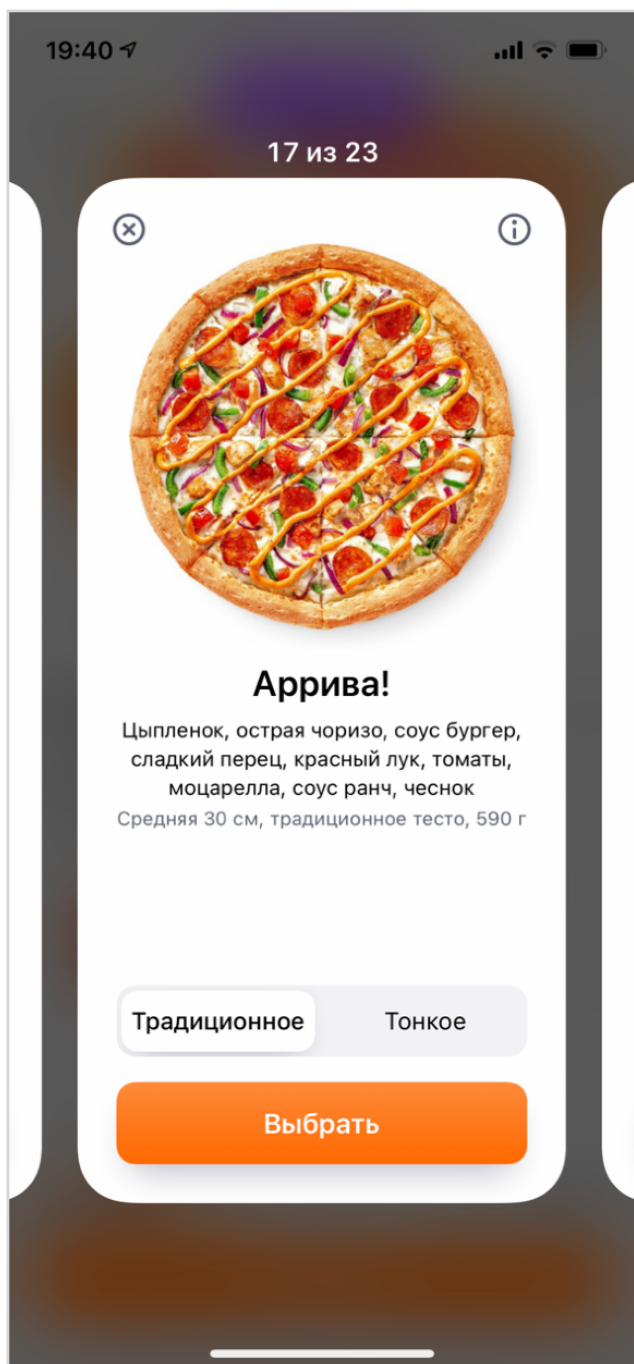 19:40
17 из 23
Аррива!
Цыпленок, острая чоризо, соус бургер,
сладкий перец, красный лук, томаты,
моцарелла, соус ранч, чеснок
Средняя 30 см, традиционное тесто, 590 г
Традиционное
Тонкое
Выбрать